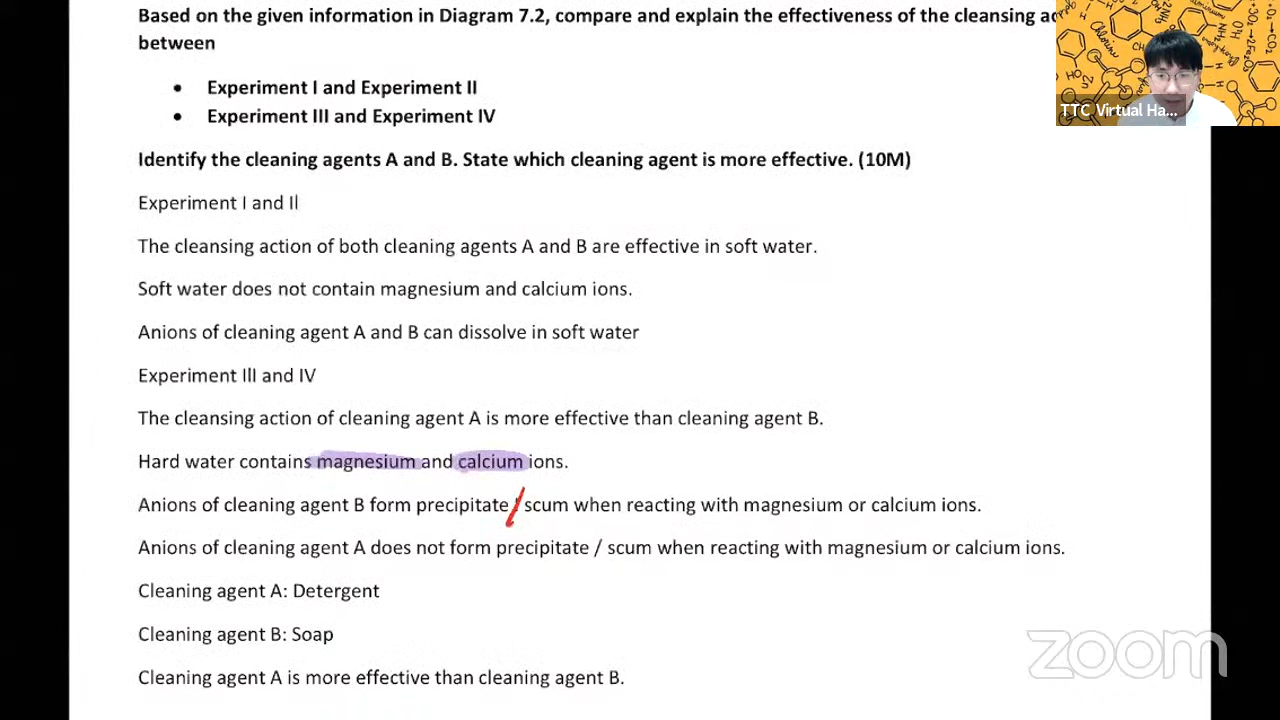 Based on the given information in Diagram 7.2, compare and explain the effectiveness of the cleansing
between
• Experiment I and Experiment II
• Experiment III and Experiment IV
Identify the cleaning agents A and B. State which cleaning agent is more effective. (10M)
Experiment I and II
The cleansing action of both cleaning agents A and B are effective in soft water.
Soft water does not contain magnesium and calcium ions.
Anions of cleaning agent A and B can dissolve in soft water
Experiment III and IV
The cleansing action of cleaning agent A is more effective than cleaning agent B.
Hard water contains magnesium and calcium ions.
Anions of cleaning agent B form precipitate / scum when reacting with magnesium or calcium ions.
Anions of cleaning agent A does not form precipitate / scum when reacting with magnesium or calcium ions.
Cleaning agent A: Detergent
Cleaning agent B: Soap
Cleaning agent A is more effective than cleaning agent B.
TTC Virtual Ha...
zoom